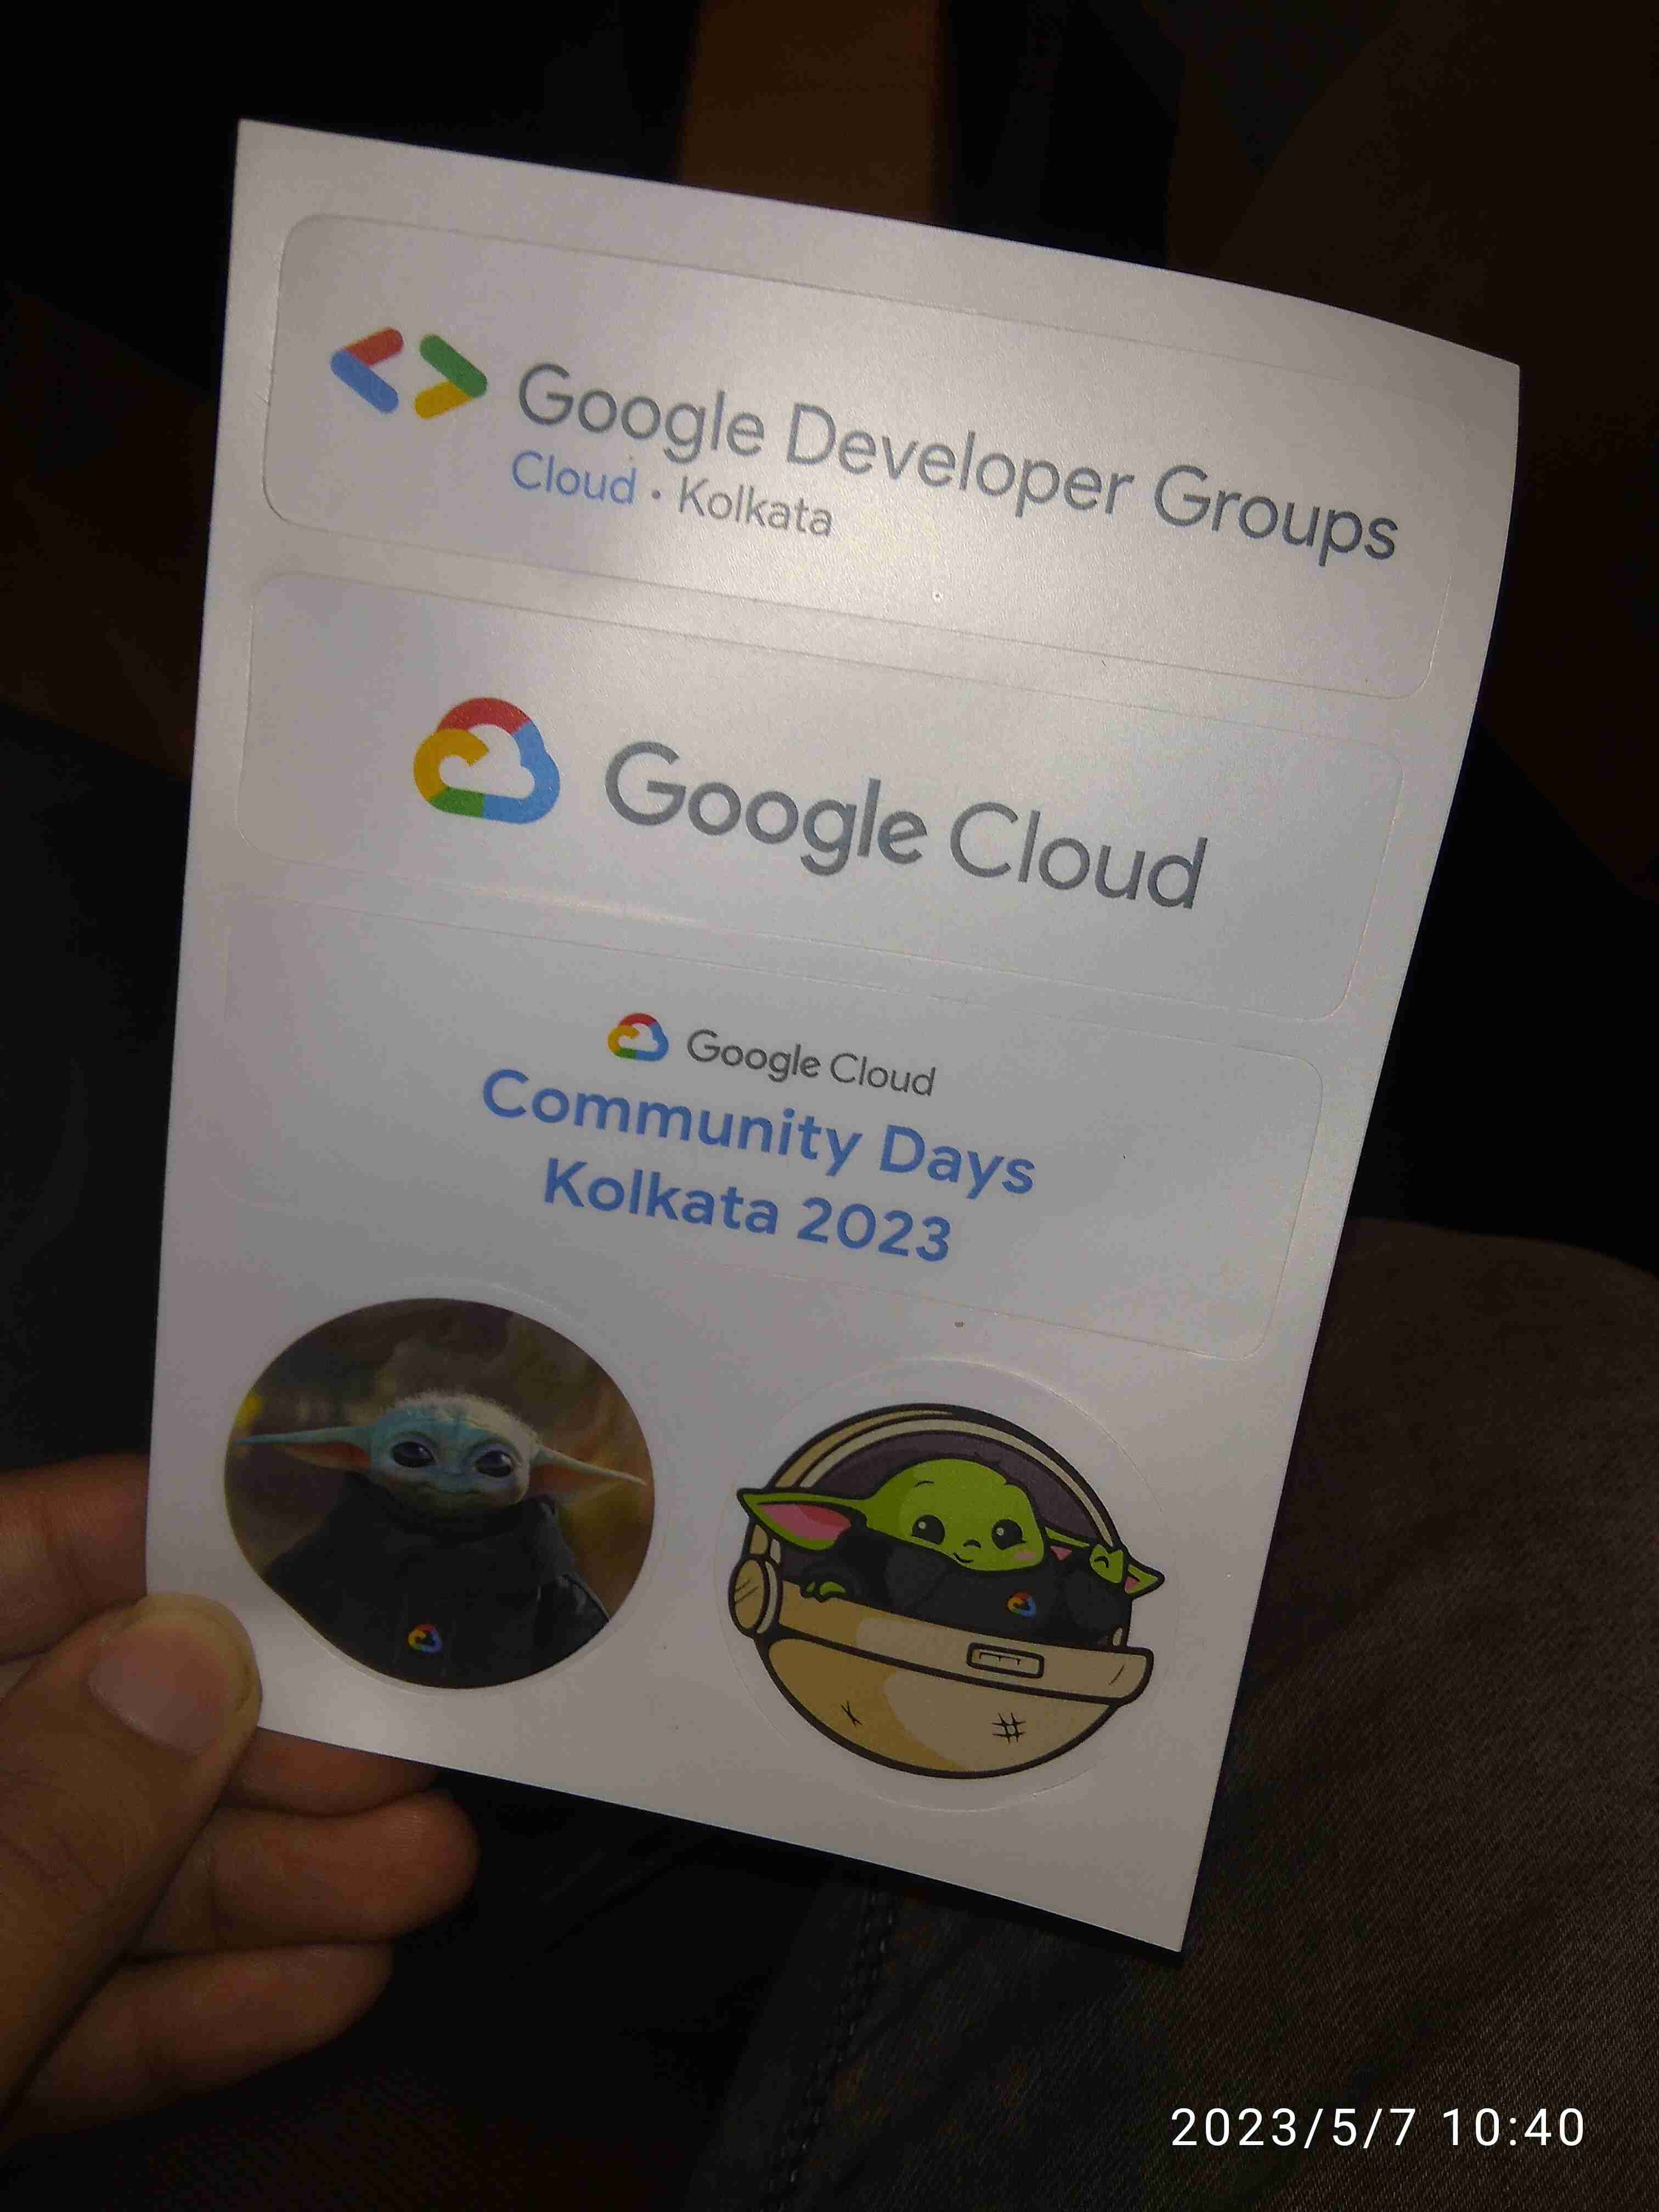 Google Developer Groups
Cloud • Kolkata
Google Cloud
Google Cloud
Community Days
Kolkata 2023
2023/5/7 10:40